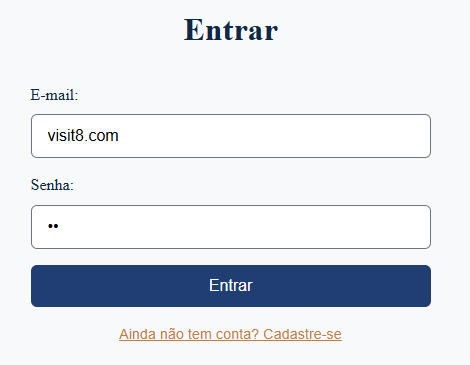 Entrar
E-mail:
visit8.com
Senha:
••
Entrar
Ainda não tem conta? Cadastre-se